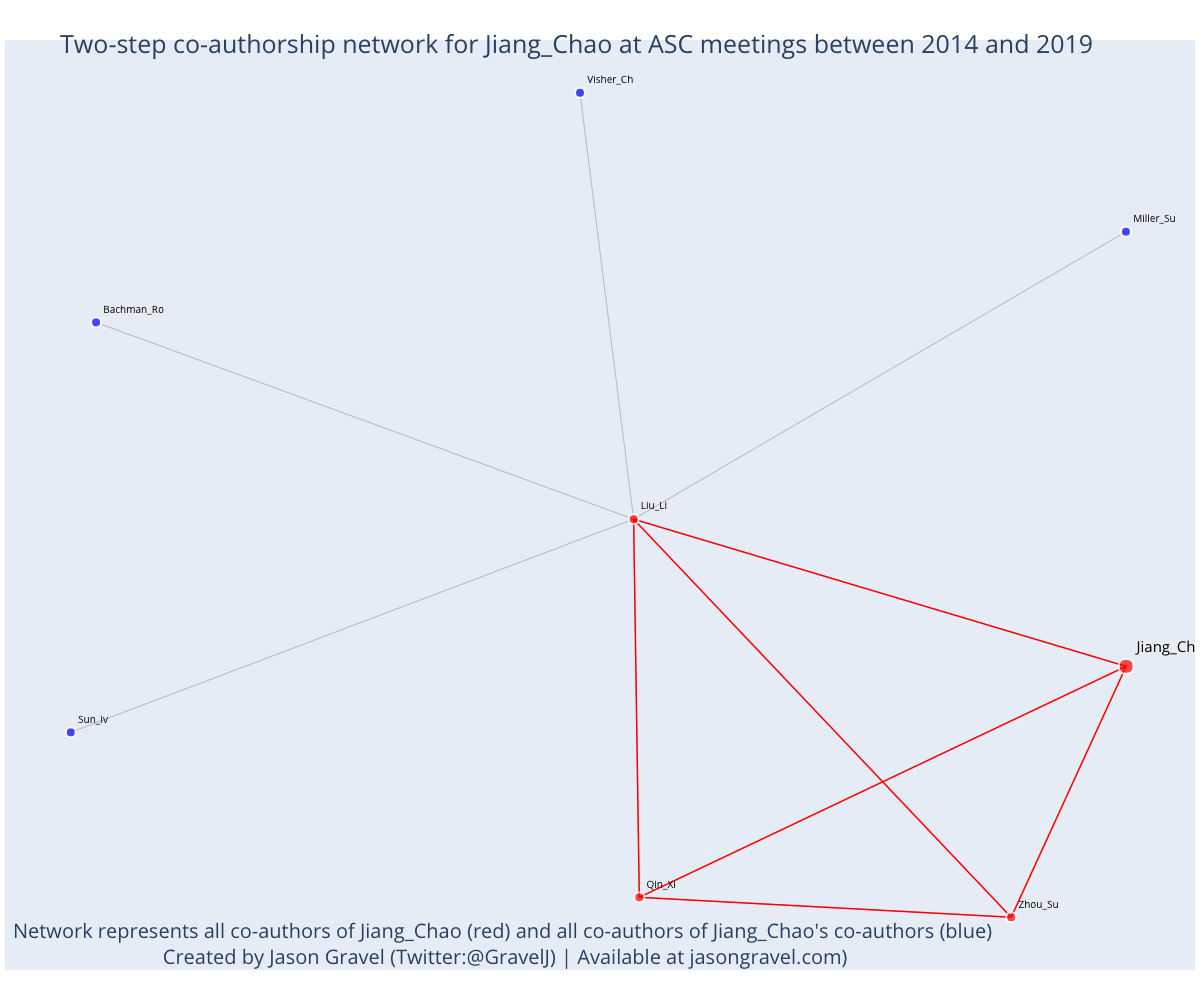 Two-step co-authorship network for Jiang_Chao at ASC meetings between 2014 and 2019
Visher_Ch
Miller_Su
Bachman_Ro
Liu_Li
Jiang_Ch
Sun_Iv
Qin_Xi
Zhou_Su
Network represents all co-authors of Jiang_Chao (red) and all co-authors of Jiang_Chao's co-authors (blue)
Created by Jason Gravel (Twitter:@GravelJ) | Available at jasongravel.com)